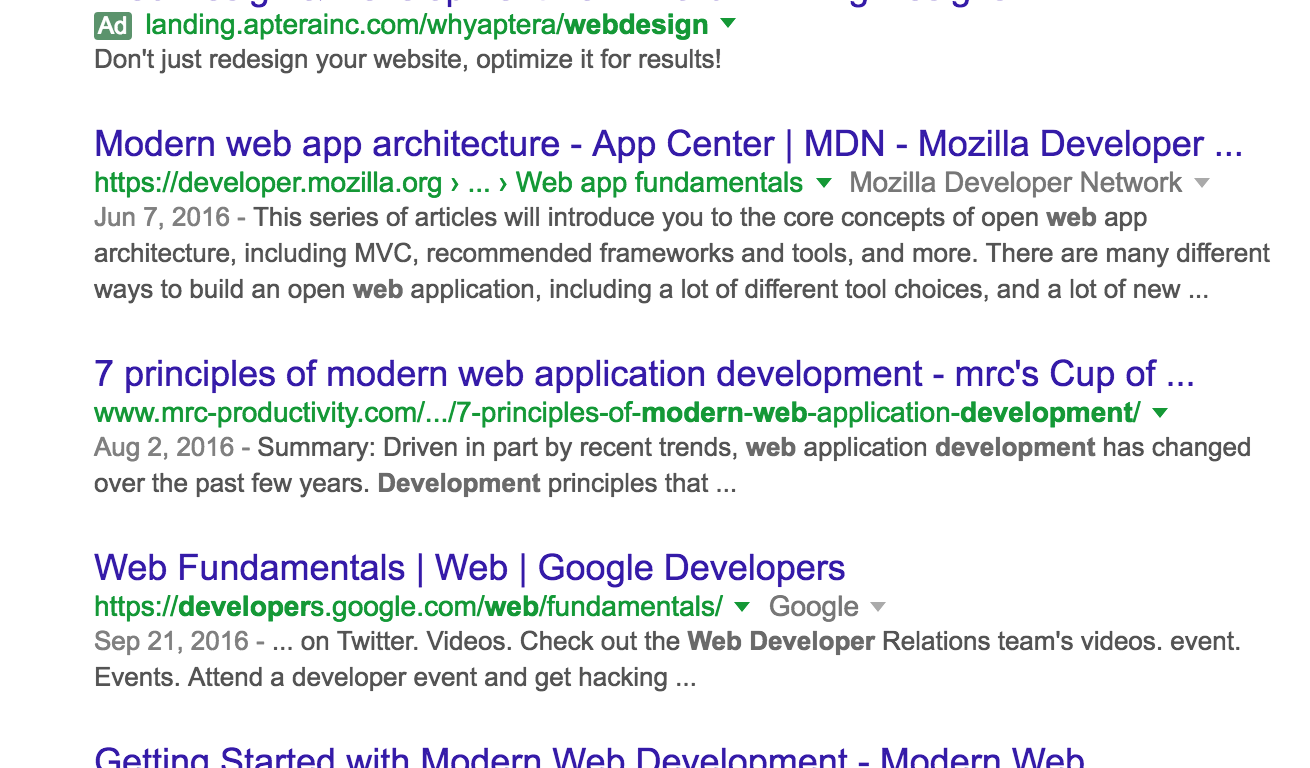 Ad landing.apterainc.com/whyaptera/webdesign
Don't just redesign your website, optimize it for results!
Modern web app architecture - App Center | MDN - Mozilla Developer ...
https://developer.mozilla.org › ... › Web app fundamentals Mozilla Developer Network
Jun 7, 2016 - This series of articles will introduce you to the core concepts of open web app
architecture, including MVC, recommended frameworks and tools, and more. There are many different
ways to build an open web application, including a lot of different tool choices, and a lot of new ...
7 principles of modern web application development - mrc's Cup of ...
www.mrc-productivity.com/.../7-principles-of-modern-web-application-development/
Aug 2, 2016 - Summary: Driven in part by recent trends, web application development has changed
over the past few years. Development principles that ...
Web Fundamentals | Web | Google Developers
https://developers.google.com/web/fundamentals/ Google
Sep 21, 2016 - ... on Twitter. Videos. Check out the Web Developer Relations team's videos. event.
Events. Attend a developer event and get hacking ...
Getting Started with Modern Web Development - Modern Web